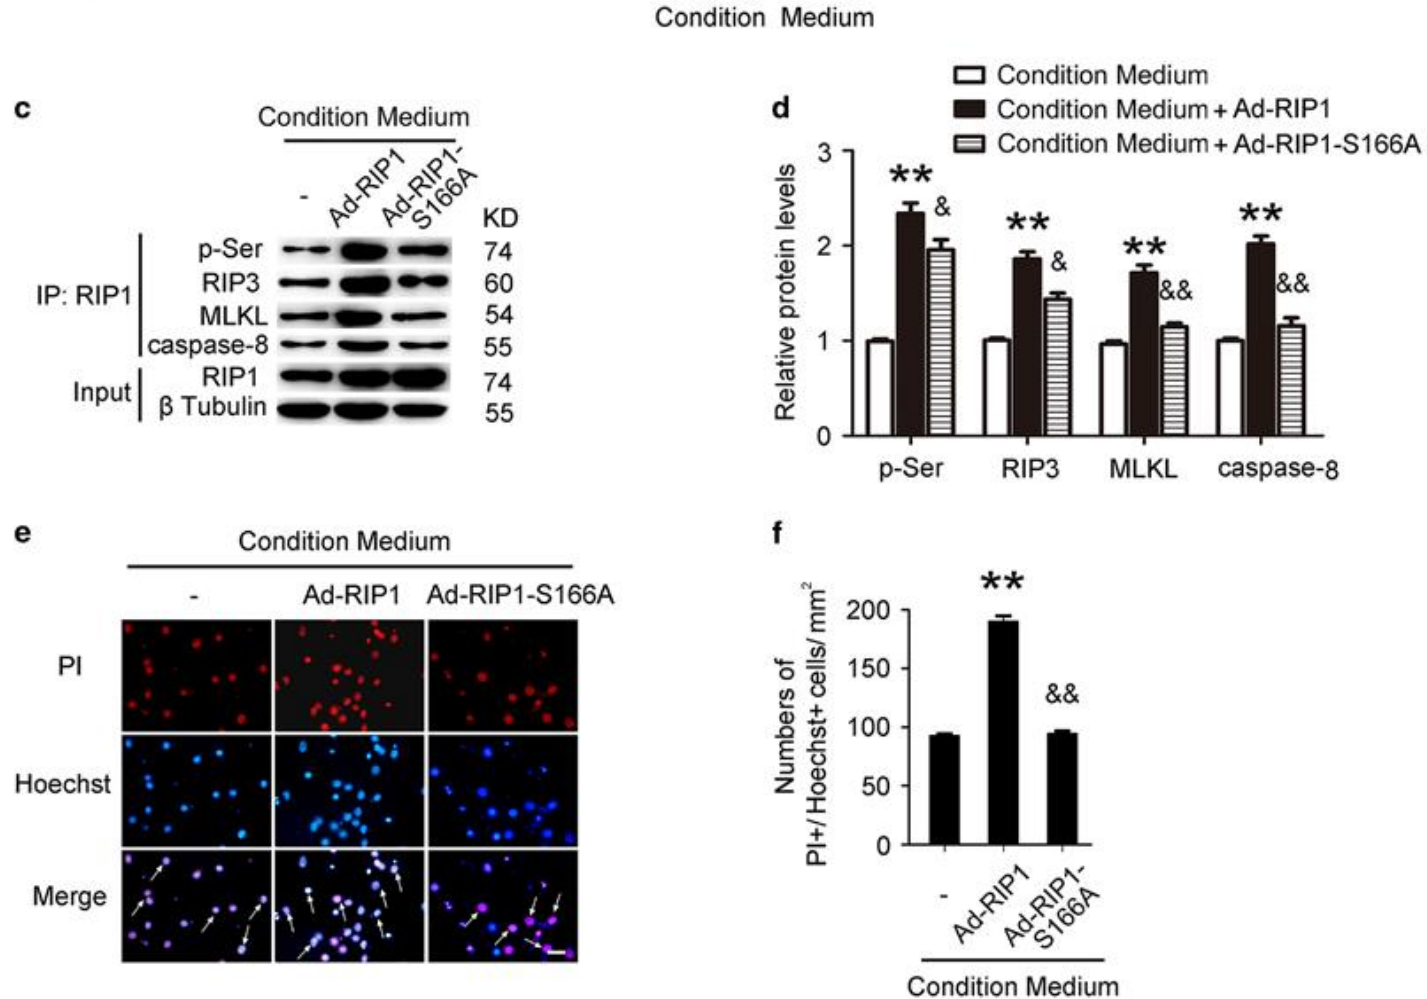 Condition Medium
c
Condition Medium
-
Ad-RIP1
Ad-RIP1-
S166A
KD
IP: RIP1
p-Ser 74
RIP3 60
MLKL 54
caspase-8 55
Input
RIP1 74
β Tubulin 55
d
Condition Medium
Condition Medium + Ad-RIP1
Condition Medium + Ad-RIP1-S166A
Relative protein levels
3
2
1
0
** &
** &
** &&
** &&
p-Ser RIP3 MLKL caspase-8
e
Condition Medium
- Ad-RIP1 Ad-RIP1-S166A
PI
Hoechst
Merge
f
Numbers of
PI+/ Hoechst+ cells/ mm²
200
150
100
50
0
**
&&
-
Ad-RIP1
Ad-RIP1-
S166A
Condition Medium